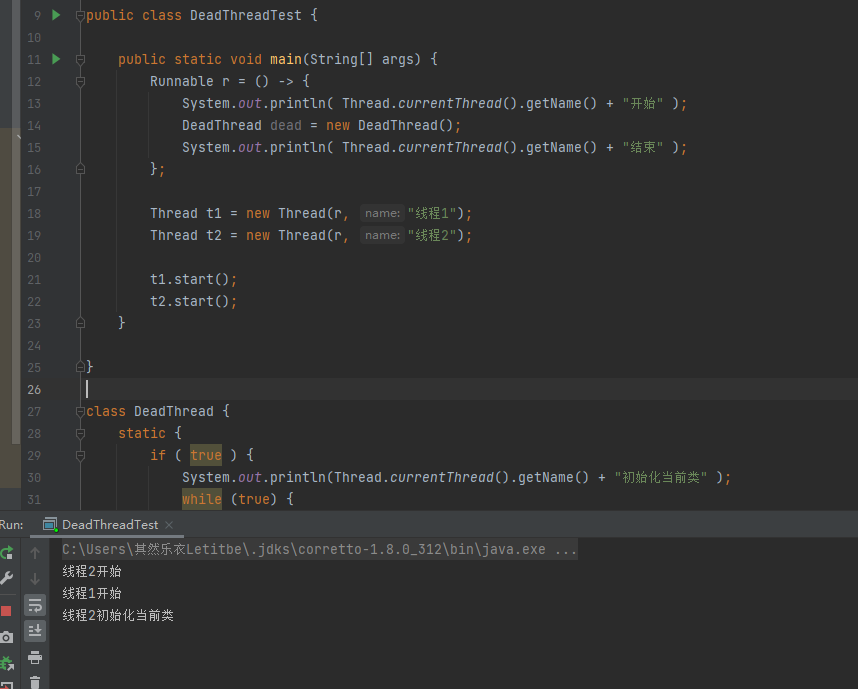 9 public class DeadThreadTest {
10
11 public static void main(String[] args) {
12 Runnable r = () -> {
13 System.out.println( Thread.currentThread().getName() + "开始" );
14 DeadThread dead = new DeadThread();
15 System.out.println( Thread.currentThread().getName() + "结束" );
16 };
17
18 Thread t1 = new Thread(r, name: "线程1");
19 Thread t2 = new Thread(r, name: "线程2");
20
21 t1.start();
22 t2.start();
23 }
24
25 }
26
27 class DeadThread {
28 static {
29 if ( true ) {
30 System.out.println(Thread.currentThread().getName() + "初始化当前类" );
31 while (true) {
Run: DeadThreadTest ×
C:\Users\其然乐衣Letitbe\.jdks\corretto-1.8.0_312\bin\java.exe ...
线程2开始
线程1开始
线程2初始化当前类